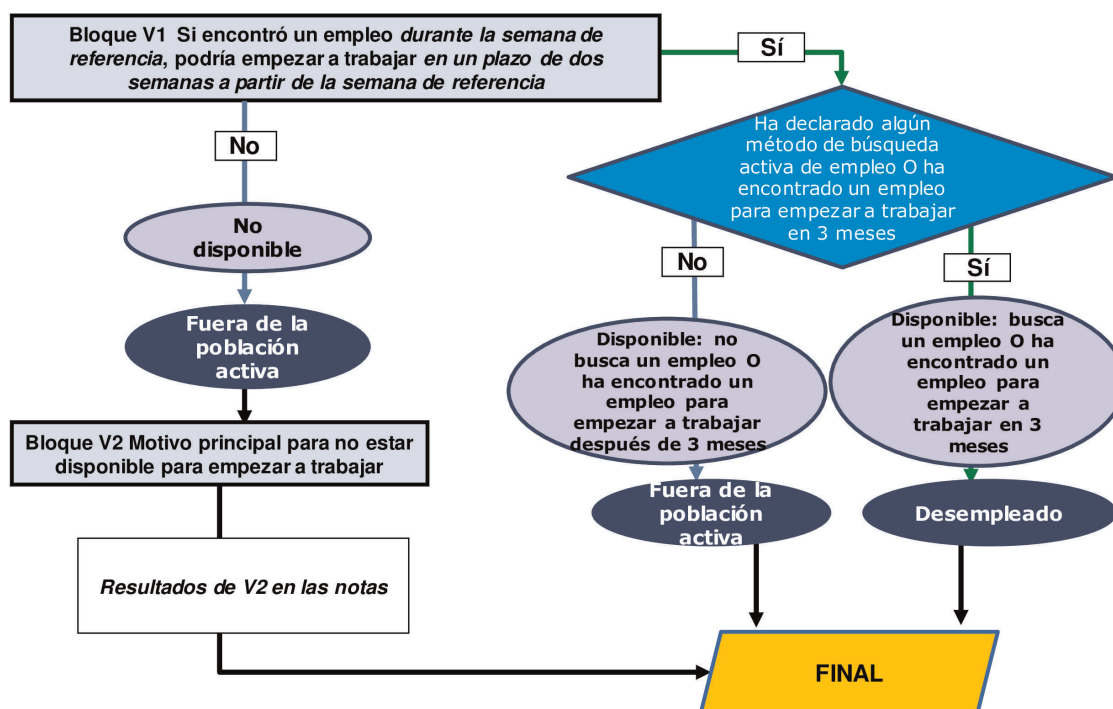 Bloque V1 Si encontró un empleo durante la semana de
referencia, podría empezar a trabajar en un plazo de dos
semanas a partir de la semana de referencia
Sí
No
Ha declarado algún
método de búsqueda
activa de empleo O ha
encontrado un empleo
para empezar a trabajar
en 3 meses
No
disponible
No
Sí
Fuera de la
población
activa
Disponible: no
busca un empleo O
ha encontrado un
empleo para
empezar a trabajar
después de 3 meses
Disponible: busca
un empleo O ha
encontrado un
empleo para
empezar a
trabajar en 3
meses
Bloque V2 Motivo principal para no estar
disponible para empezar a trabajar
Fuera de la
población
activa
Desempleado
Resultados de V2 en las notas
FINAL